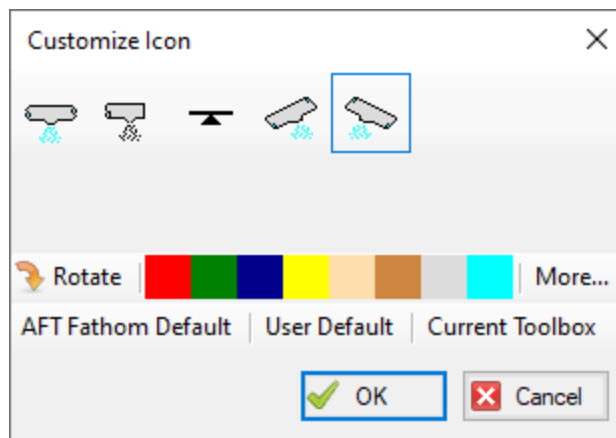 Customize Icon
Rotate More...
AFT Fathom Default User Default Current Toolbox
OK Cancel